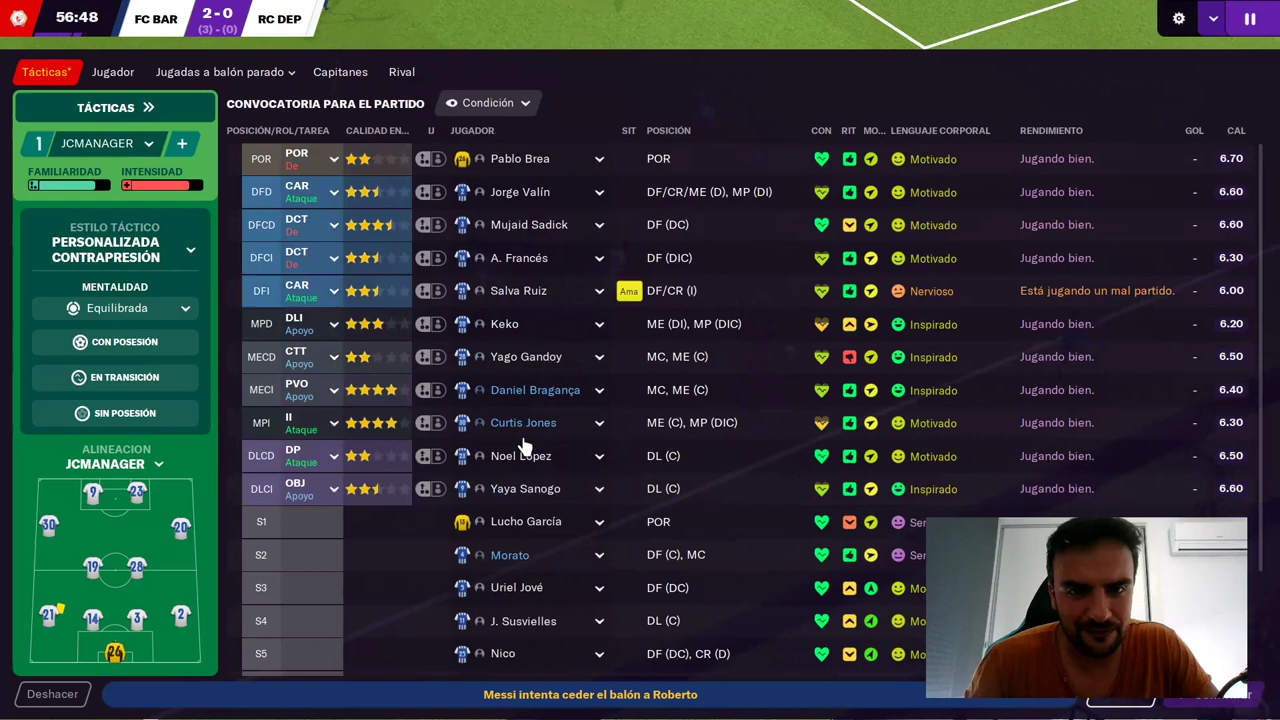 56:48 FC BAR 2 - 0 RC DEP
(3) - (0)
Tácticas* Jugador Jugadas a balón parado Capitanes Rival
TÁCTICAS
1 JCMANAGER
FAMILIARIDAD INTENSIDAD
ESTILO TÁCTICO
PERSONALIZADA
CONTRAPRESIÓN
MENTALIDAD
Equilibrada
CON POSESIÓN
EN TRANSICIÓN
SIN POSESIÓN
ALINEACION
JCMANAGER
9 23
30 20
19 28
21 14 3 2
26
CONVOCATORIA PARA EL PARTIDO Condición
POSICIÓN/ROL/TAREA CALIDAD EN... IJ JUGADOR SIT POSICIÓN CON RIT MO... LENGUAJE CORPORAL RENDIMIENTO GOL CAL
POR POR De Pablo Brea POR Motivado Jugando bien. - 6.70
DFD CAR Ataque Jorge Valín DF/CR/ME (D), MP (DI) Motivado Jugando bien. - 6.60
DFCD DCT De Mujaid Sadick DF (DC) Motivado Jugando bien. - 6.60
DFCI DCT De A. Francés DF (DIC) Motivado Jugando bien. - 6.30
DFI CAR Ataque Salva Ruiz Ama DF/CR (I) Nervioso Está jugando un mal partido. - 6.00
MPD DLI Apoyo Keko ME (DI), MP (DIC) Inspirado Jugando bien. - 6.20
MECD CTT Apoyo Yago Gandoy MC, ME (C) Inspirado Jugando bien. - 6.50
MECI PVO Apoyo Daniel Bragança MC, ME (C) Inspirado Jugando bien. - 6.40
MPI II Ataque Curtis Jones ME (C), MP (DIC) Motivado Jugando bien. - 6.30
DLCD DP Ataque Noel López DL (C) Motivado Jugando bien. - 6.50
DLCI OBJ Apoyo Yaya Sanogo DL (C) Inspirado Jugando bien. - 6.60
S1 Lucho García POR Ser
S2 Morato DF (C), MC Ser
S3 Uriel Jové DF (DC) Mo
S4 J. Susvielles DL (C) Mo
S5 Nico DF (DC), CR (D) Mo
Deshacer Messi intenta ceder el balón a Roberto